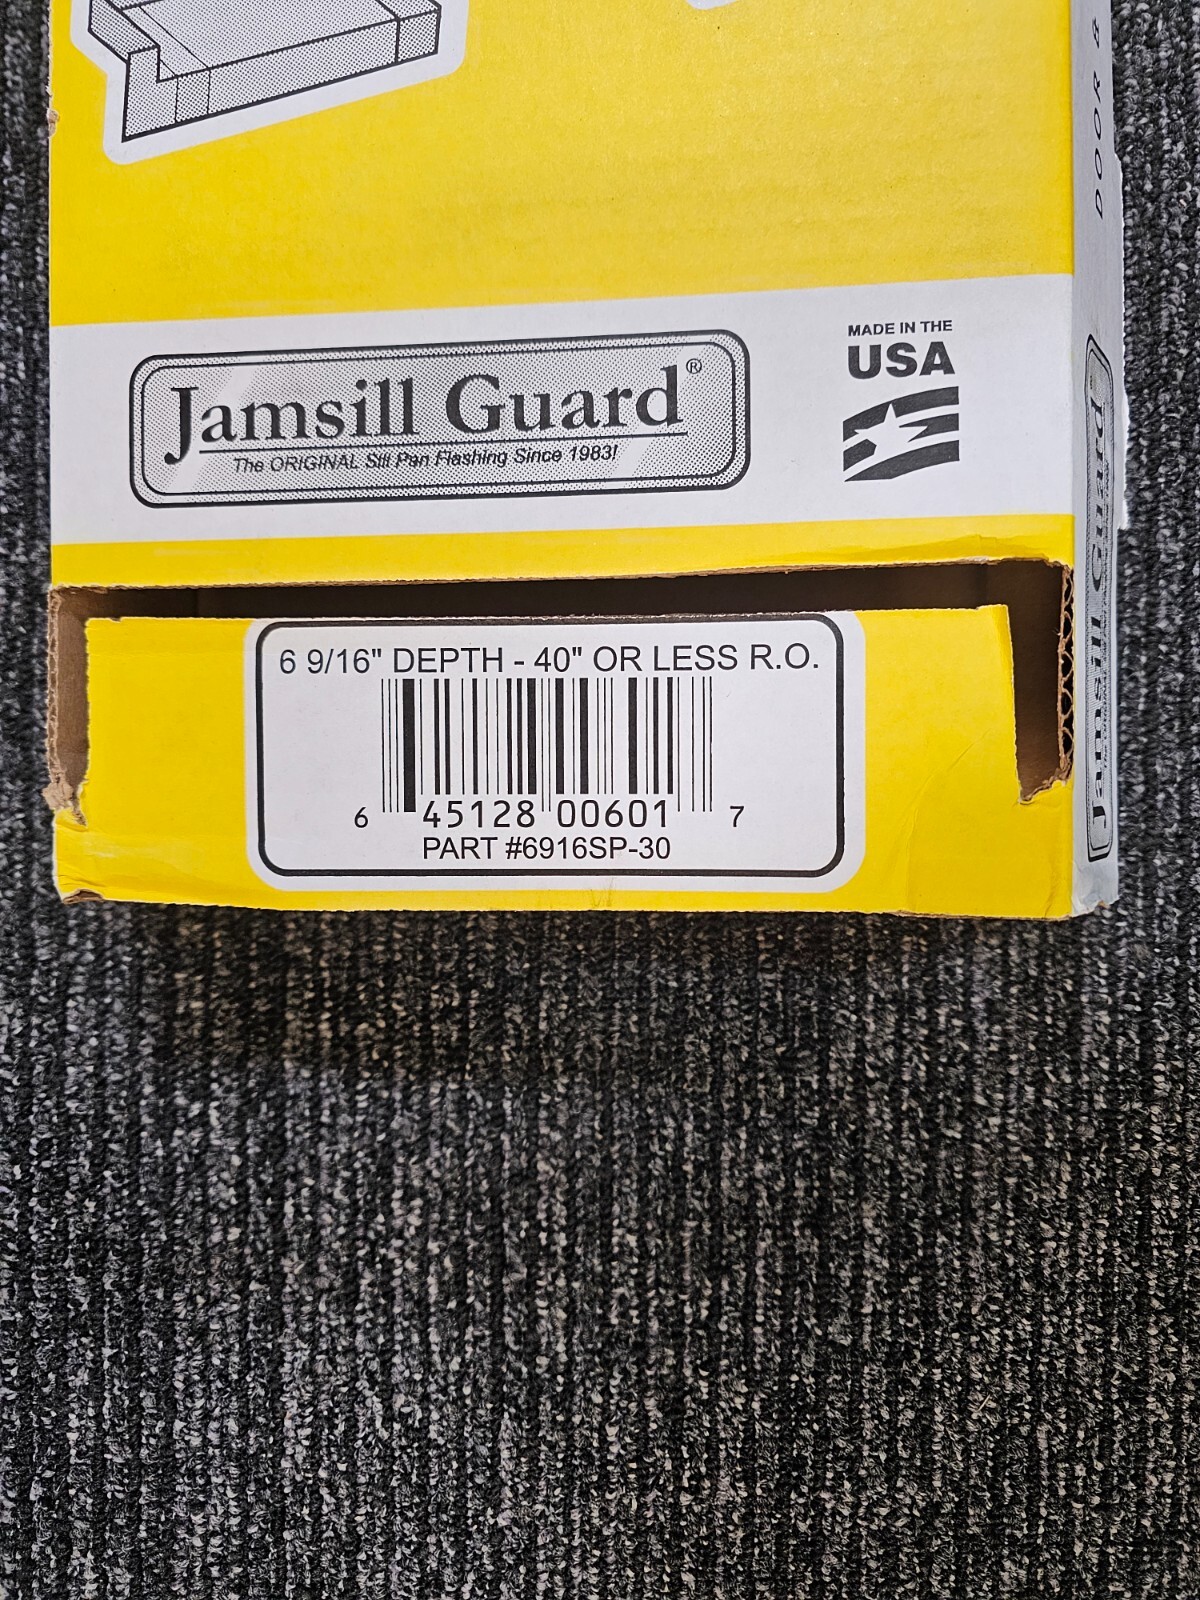 MADE IN THE
USA
Jamsill Guard®
The ORIGINAL Sill Pan Flashing Since 1983!
6 9/16" DEPTH - 40" OR LESS R.O.
6 45128 00601 7
PART #6916SP-30
DOOR &
Jamsill Guard